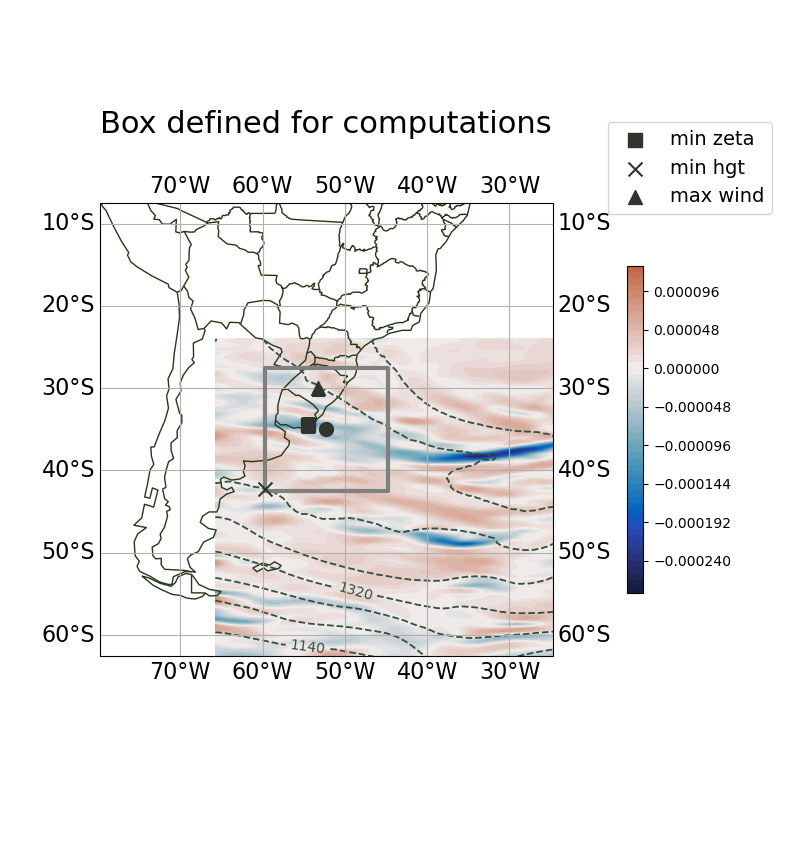 Box defined for computations
min zeta
min hgt
max wind
70°W 60°W 50°W 40°W 30°W
10°S 10°S
20°S 20°S
30°S 30°S
40°S 40°S
50°S 50°S
60°S 60°S
1320
1140
70°W 60°W 50°W 40°W 30°W
0.000096
0.000048
0.000000
−0.000048
−0.000096
−0.000144
−0.000192
−0.000240